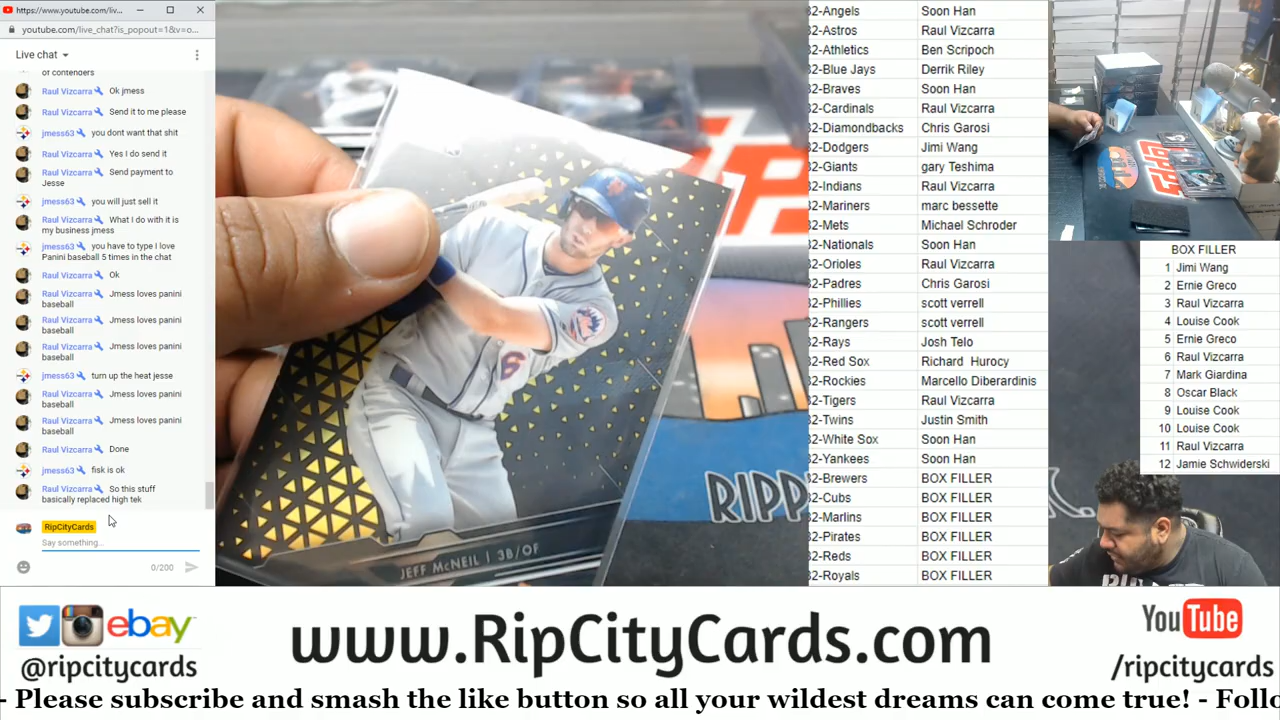 https://www.youtube.com/liv...
youtube.com/live_chat?is_popout=1&v=o...
Live chat
of contenders
Raul Vizcarra Ok jmess
Raul Vizcarra Send it to me please
jmess63 you dont want that shit
Raul Vizcarra Yes I do send it
Raul Vizcarra Send payment to
Jesse
jmess63 you will just sell it
Raul Vizcarra What I do with it is
my business jmess
jmess63 you have to type I love
Panini baseball 5 times in the chat
Raul Vizcarra Ok
Raul Vizcarra Jmess loves panini
baseball
Raul Vizcarra Jmess loves panini
baseball
Raul Vizcarra Jmess loves panini
baseball
jmess63 turn up the heat jesse
Raul Vizcarra Jmess loves panini
baseball
Raul Vizcarra Jmess loves panini
baseball
Raul Vizcarra Done
jmess63 fisk is ok
Raul Vizcarra So this stuff
basically replaced high tek
RipCityCards
Say something...
0/200
6
JEFF McNEIL | 3B/OF
RIPP
32-Angels Soon Han
32-Astros Raul Vizcarra
32-Athletics Ben Scripoch
32-Blue Jays Derrik Riley
32-Braves Soon Han
32-Cardinals Raul Vizcarra
32-Diamondbacks Chris Garosi
32-Dodgers Jimi Wang
32-Giants gary Teshima
32-Indians Raul Vizcarra
32-Mariners marc bessette
32-Mets Michael Schroder
32-Nationals Soon Han
32-Orioles Raul Vizcarra
32-Padres Chris Garosi
32-Phillies scott verrell
32-Rangers scott verrell
32-Rays Josh Telo
32-Red Sox Richard Hurocy
32-Rockies Marcello Diberardinis
32-Tigers Raul Vizcarra
32-Twins Justin Smith
32-White Sox Soon Han
32-Yankees Soon Han
32-Brewers BOX FILLER
32-Cubs BOX FILLER
32-Marlins BOX FILLER
32-Pirates BOX FILLER
32-Reds BOX FILLER
32-Royals BOX FILLER
BOX FILLER
1 Jimi Wang
2 Ernie Greco
3 Raul Vizcarra
4 Louise Cook
5 Ernie Greco
6 Raul Vizcarra
7 Mark Giardina
8 Oscar Black
9 Louise Cook
10 Louise Cook
11 Raul Vizcarra
12 Jamie Schwiderski
ebay
@ripcitycards
www.RipCityCards.com
YouTube
/ripcitycards
- Please subscribe and smash the like button so all your wildest dreams can come true! - Follo